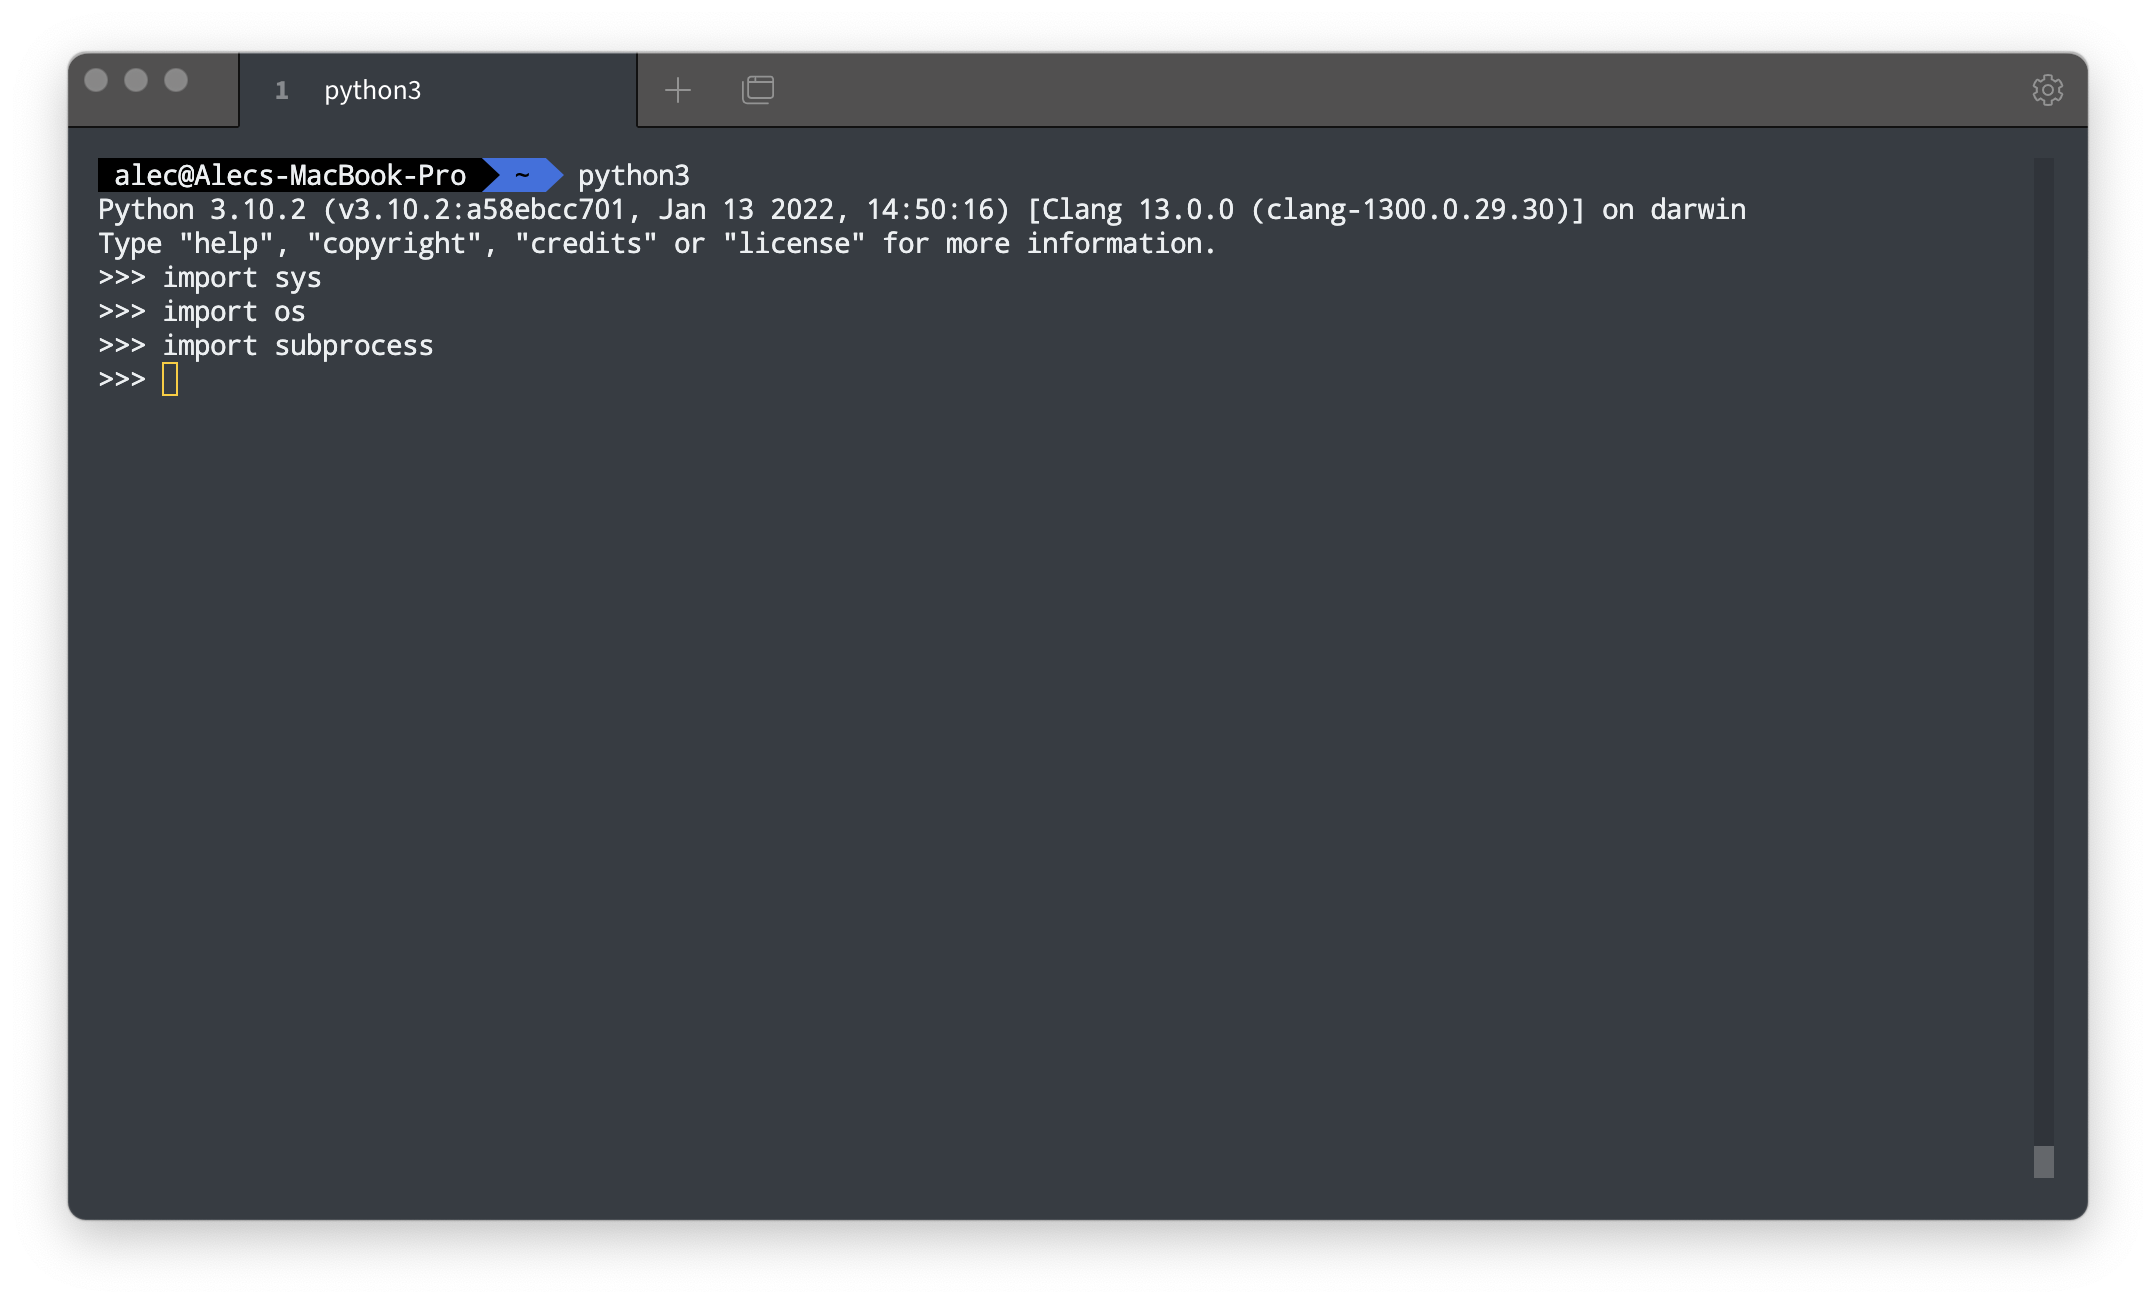 1 python3
alec@Alecs-MacBook-Pro ~ python3
Python 3.10.2 (v3.10.2:a58ebcc701, Jan 13 2022, 14:50:16) [Clang 13.0.0 (clang-1300.0.29.30)] on darwin
Type "help", "copyright", "credits" or "license" for more information.
>>> import sys
>>> import os
>>> import subprocess
>>>